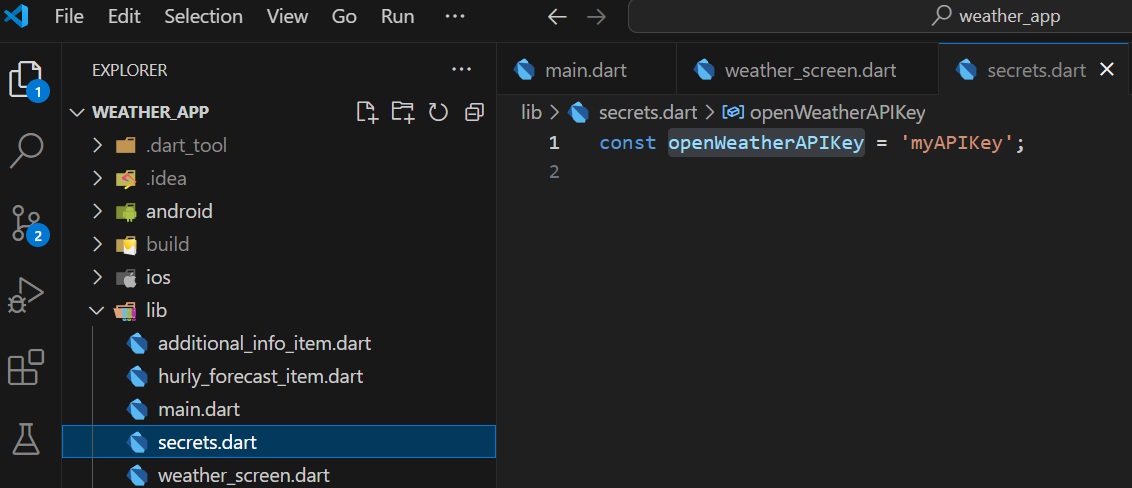 File Edit Selection View Go Run ··· weather_app
EXPLORER ···
main.dart weather_screen.dart secrets.dart
1
WEATHER_APP
lib > secrets.dart > openWeatherAPIKey
.dart_tool
1 const openWeatherAPIKey = 'myAPIKey';
2
.idea
android
2
build
ios
lib
additional_info_item.dart
hurly_forecast_item.dart
main.dart
secrets.dart
weather_screen.dart